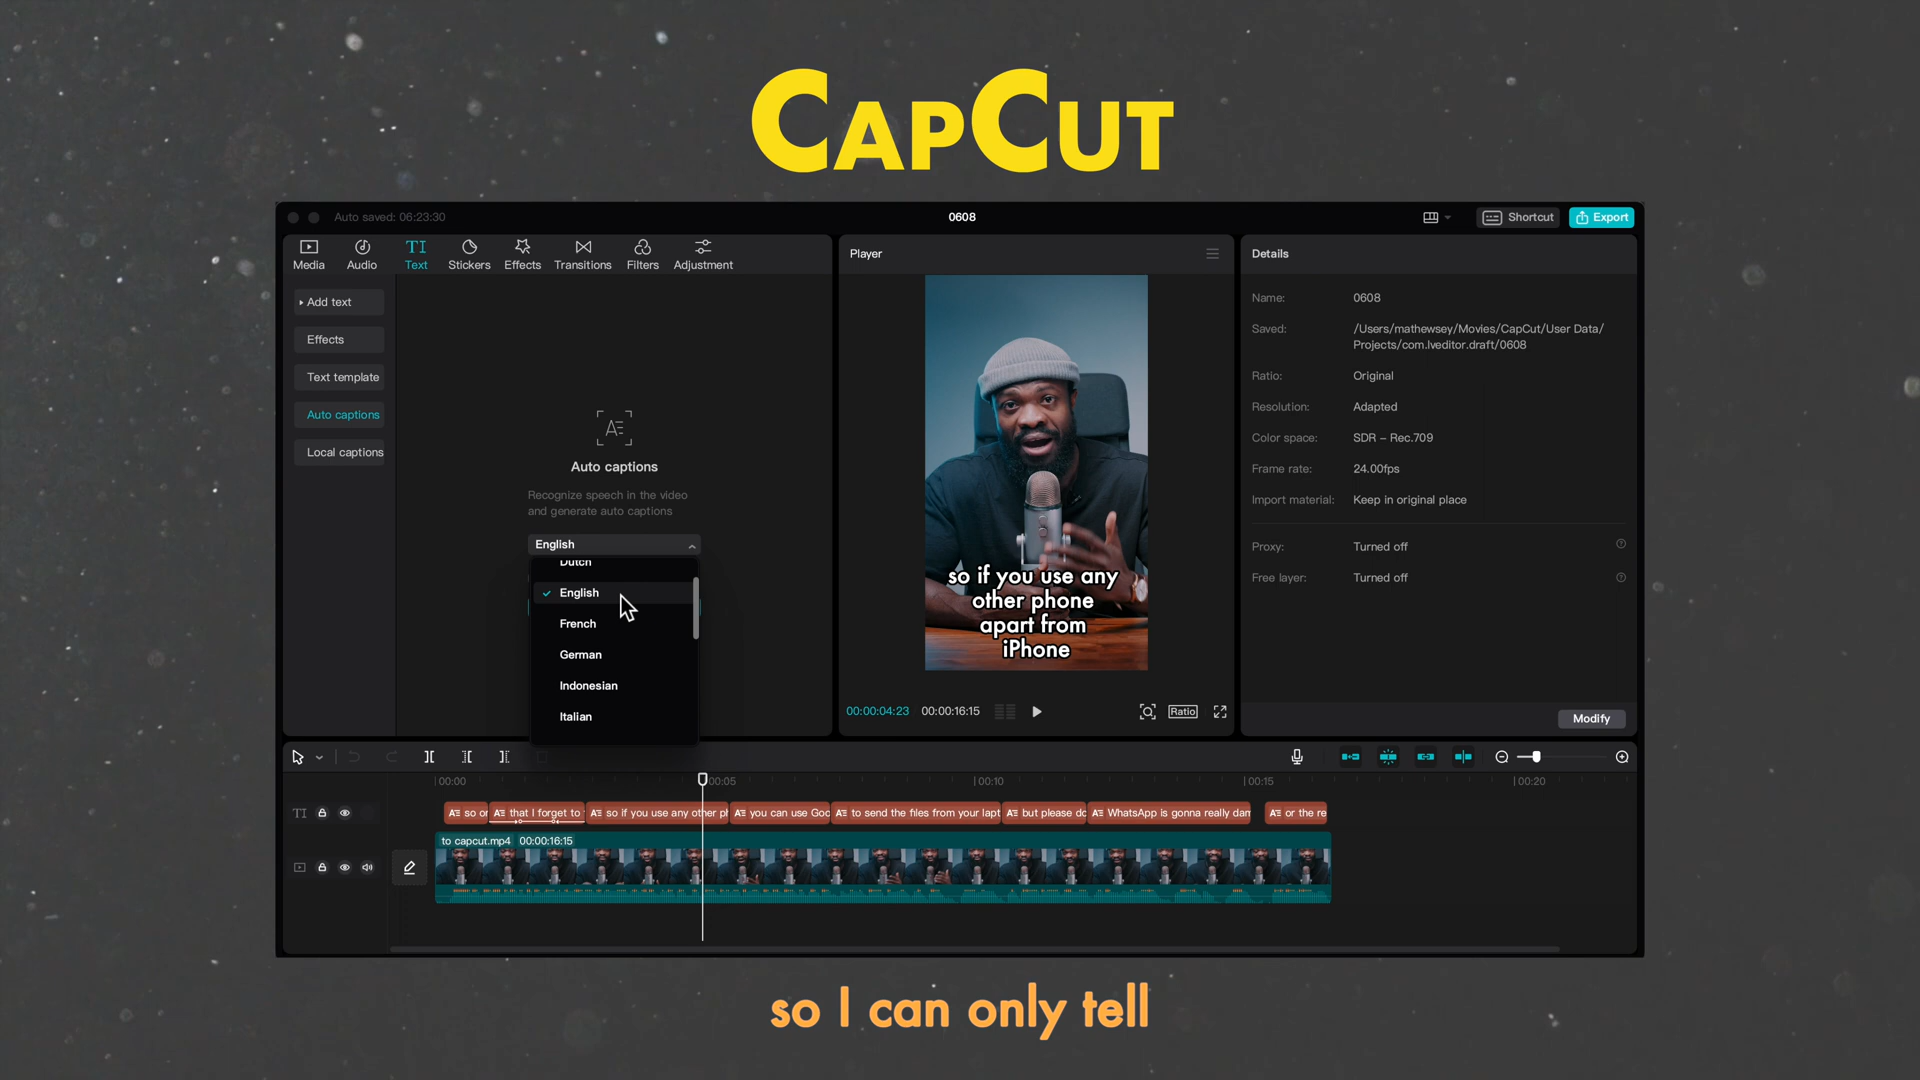 CAPCUT
Auto saved: 06:23:30
0608
Shortcut
Export
Media
Audio
TI
Text
Stickers
Effects
Transitions
Filters
Adjustment
Add text
Effects
Text template
Auto captions
Local captions
Auto captions
Recognize speech in the video
and generate auto captions
English
Dutch
English
French
German
Indonesian
Italian
Player
so if you use any
other phone
apart from
iPhone
00:00:04:23
00:00:16:15
Ratio
Details
Name: 0608
Saved: /Users/mathewsey/Movies/CapCut/User Data/
Projects/com.lveditor.draft/0608
Ratio: Original
Resolution: Adapted
Color space: SDR – Rec.709
Frame rate: 24.00fps
Import material: Keep in original place
Proxy: Turned off
Free layer: Turned off
Modify
00:00
00:05
00:10
00:15
00:20
TI
so or
that I forget to
so if you use any other pl
you can use Goo
to send the files from your lapt
but please do
WhatsApp is gonna really dan
or the re
to capcut.mp4 00:00:16:15
so I can only tell